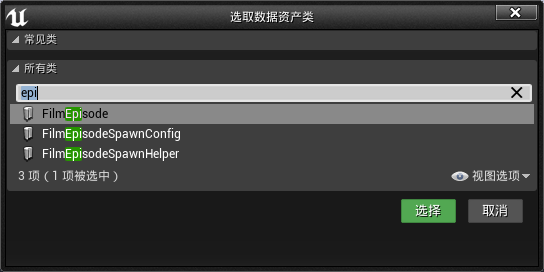 选取数据资产类
常见类
所有类
epi
FilmEpisode
FilmEpisodeSpawnConfig
FilmEpisodeSpawnHelper
3 项（1 项被选中） 视图选项
选择 取消